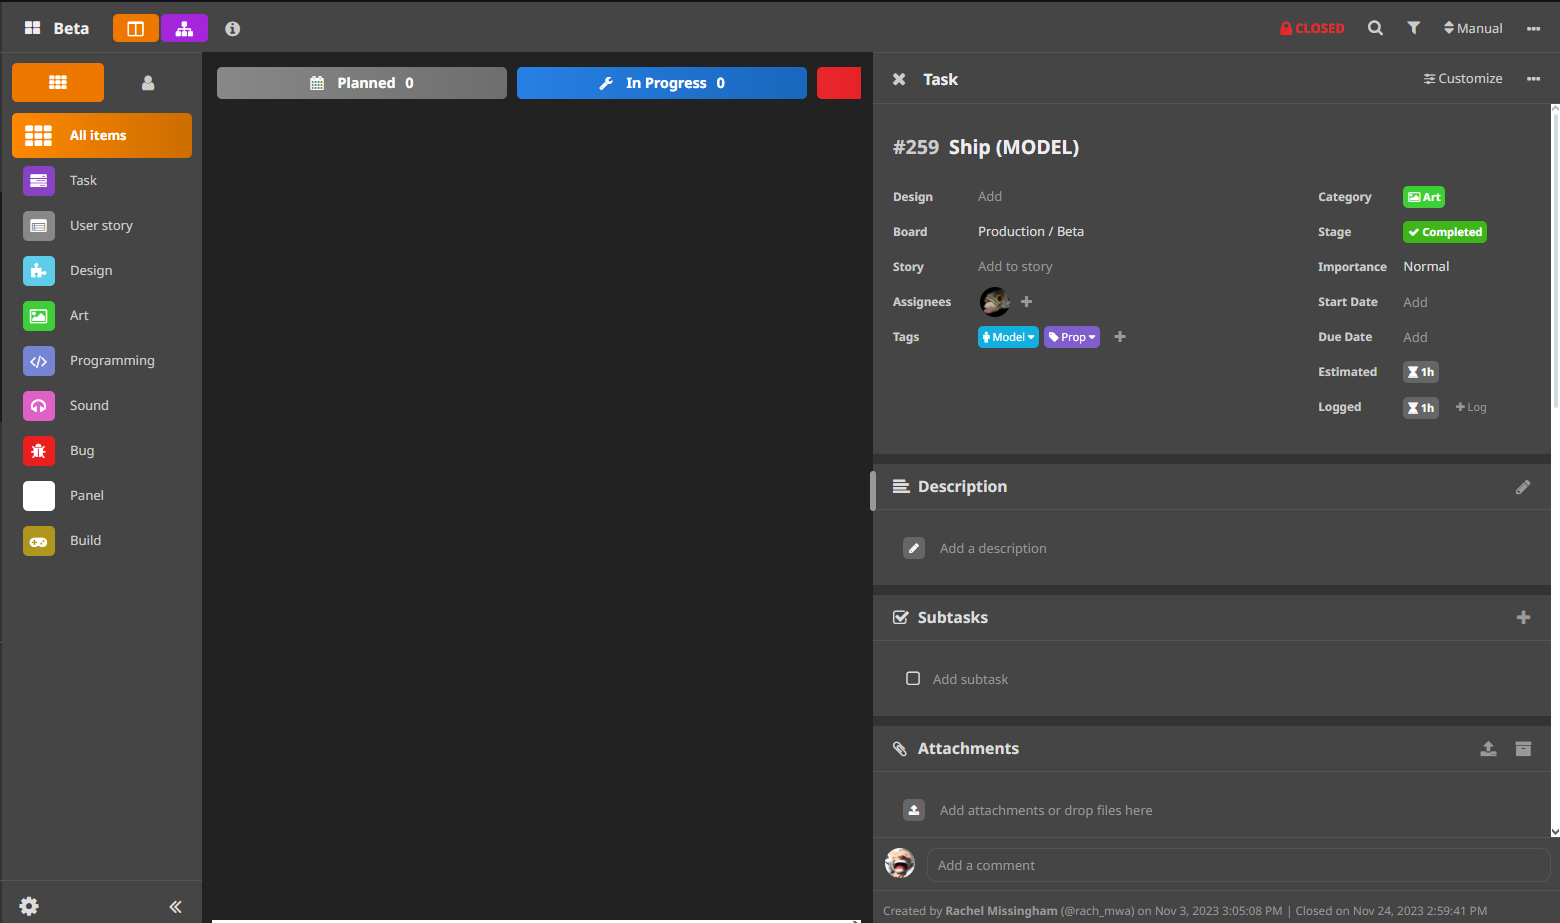 Beta
CLOSED
Manual
All items
Task
User story
Design
Art
Programming
Sound
Bug
Panel
Build
Planned 0
In Progress 0
Task
Customize
#259 Ship (MODEL)
Design Add
Board Production / Beta
Story Add to story
Assignees
Tags Model Prop
Category Art
Stage Completed
Importance Normal
Start Date Add
Due Date Add
Estimated 1h
Logged 1h Log
Description
Add a description
Subtasks
Add subtask
Attachments
Add attachments or drop files here
Add a comment
Created by Rachel Missingham (@rach_mwa) on Nov 3, 2023 3:05:08 PM | Closed on Nov 24, 2023 2:59:41 PM